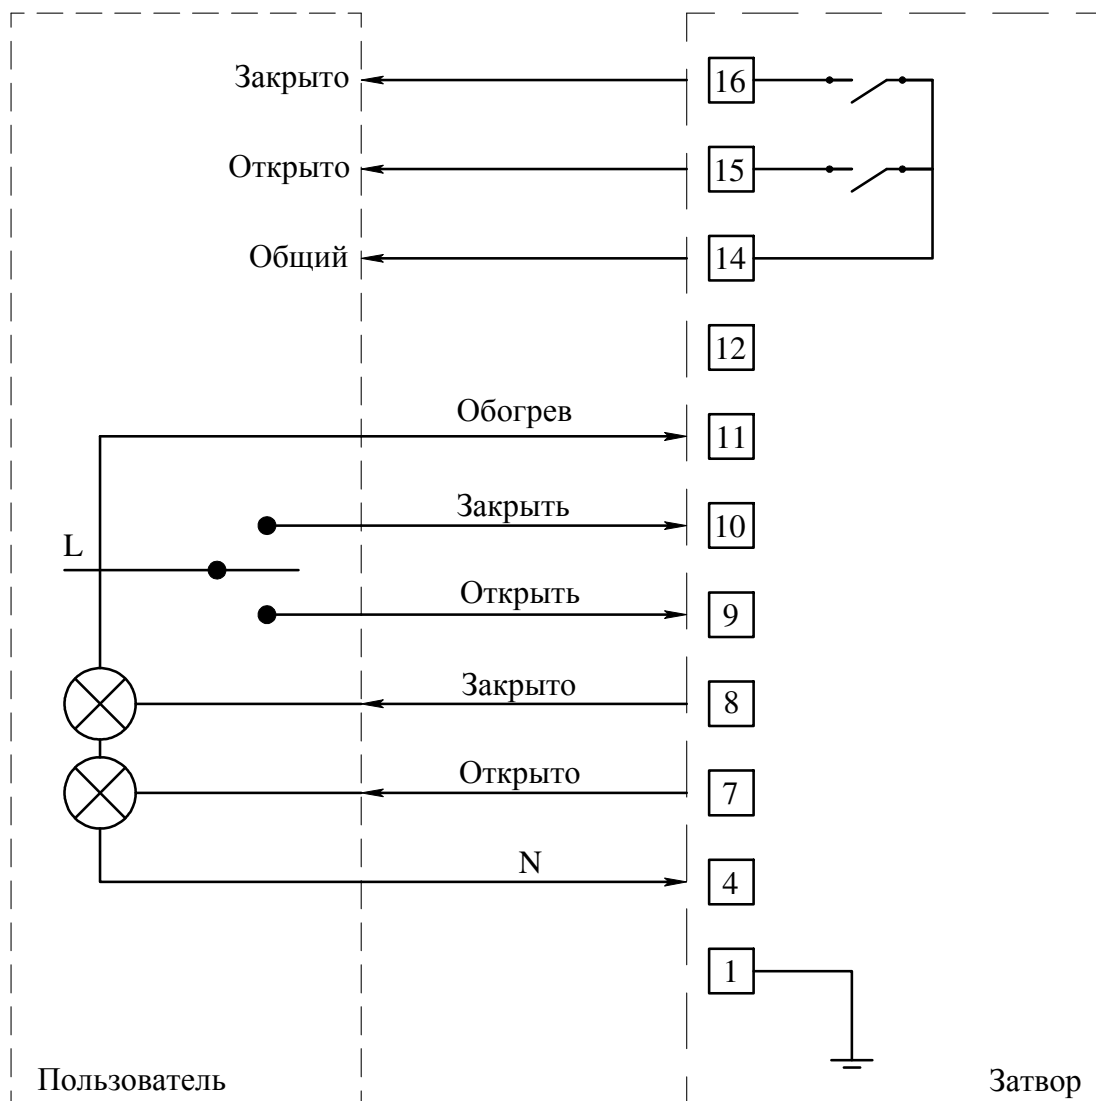 Закрыто 16
Открыто 15
Общий 14
12
Обогрев 11
Закрыть 10
L
Открыть 9
Закрыто 8
Открыто 7
N 4
1
Пользователь Затвор